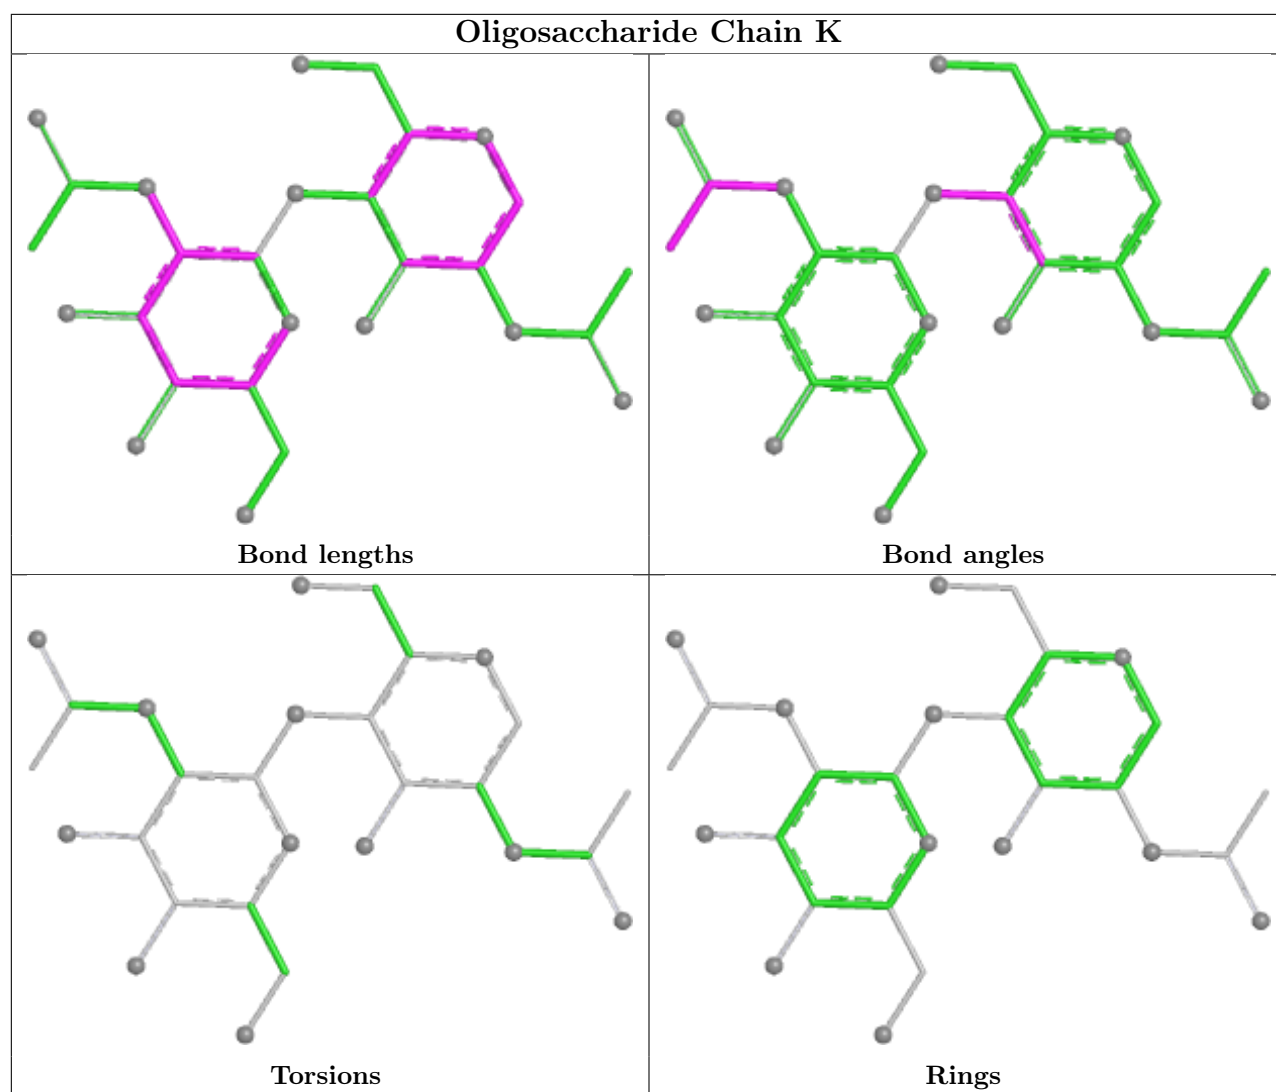 Oligosaccharide Chain K
Bond lengths
Bond angles
Torsions
Rings